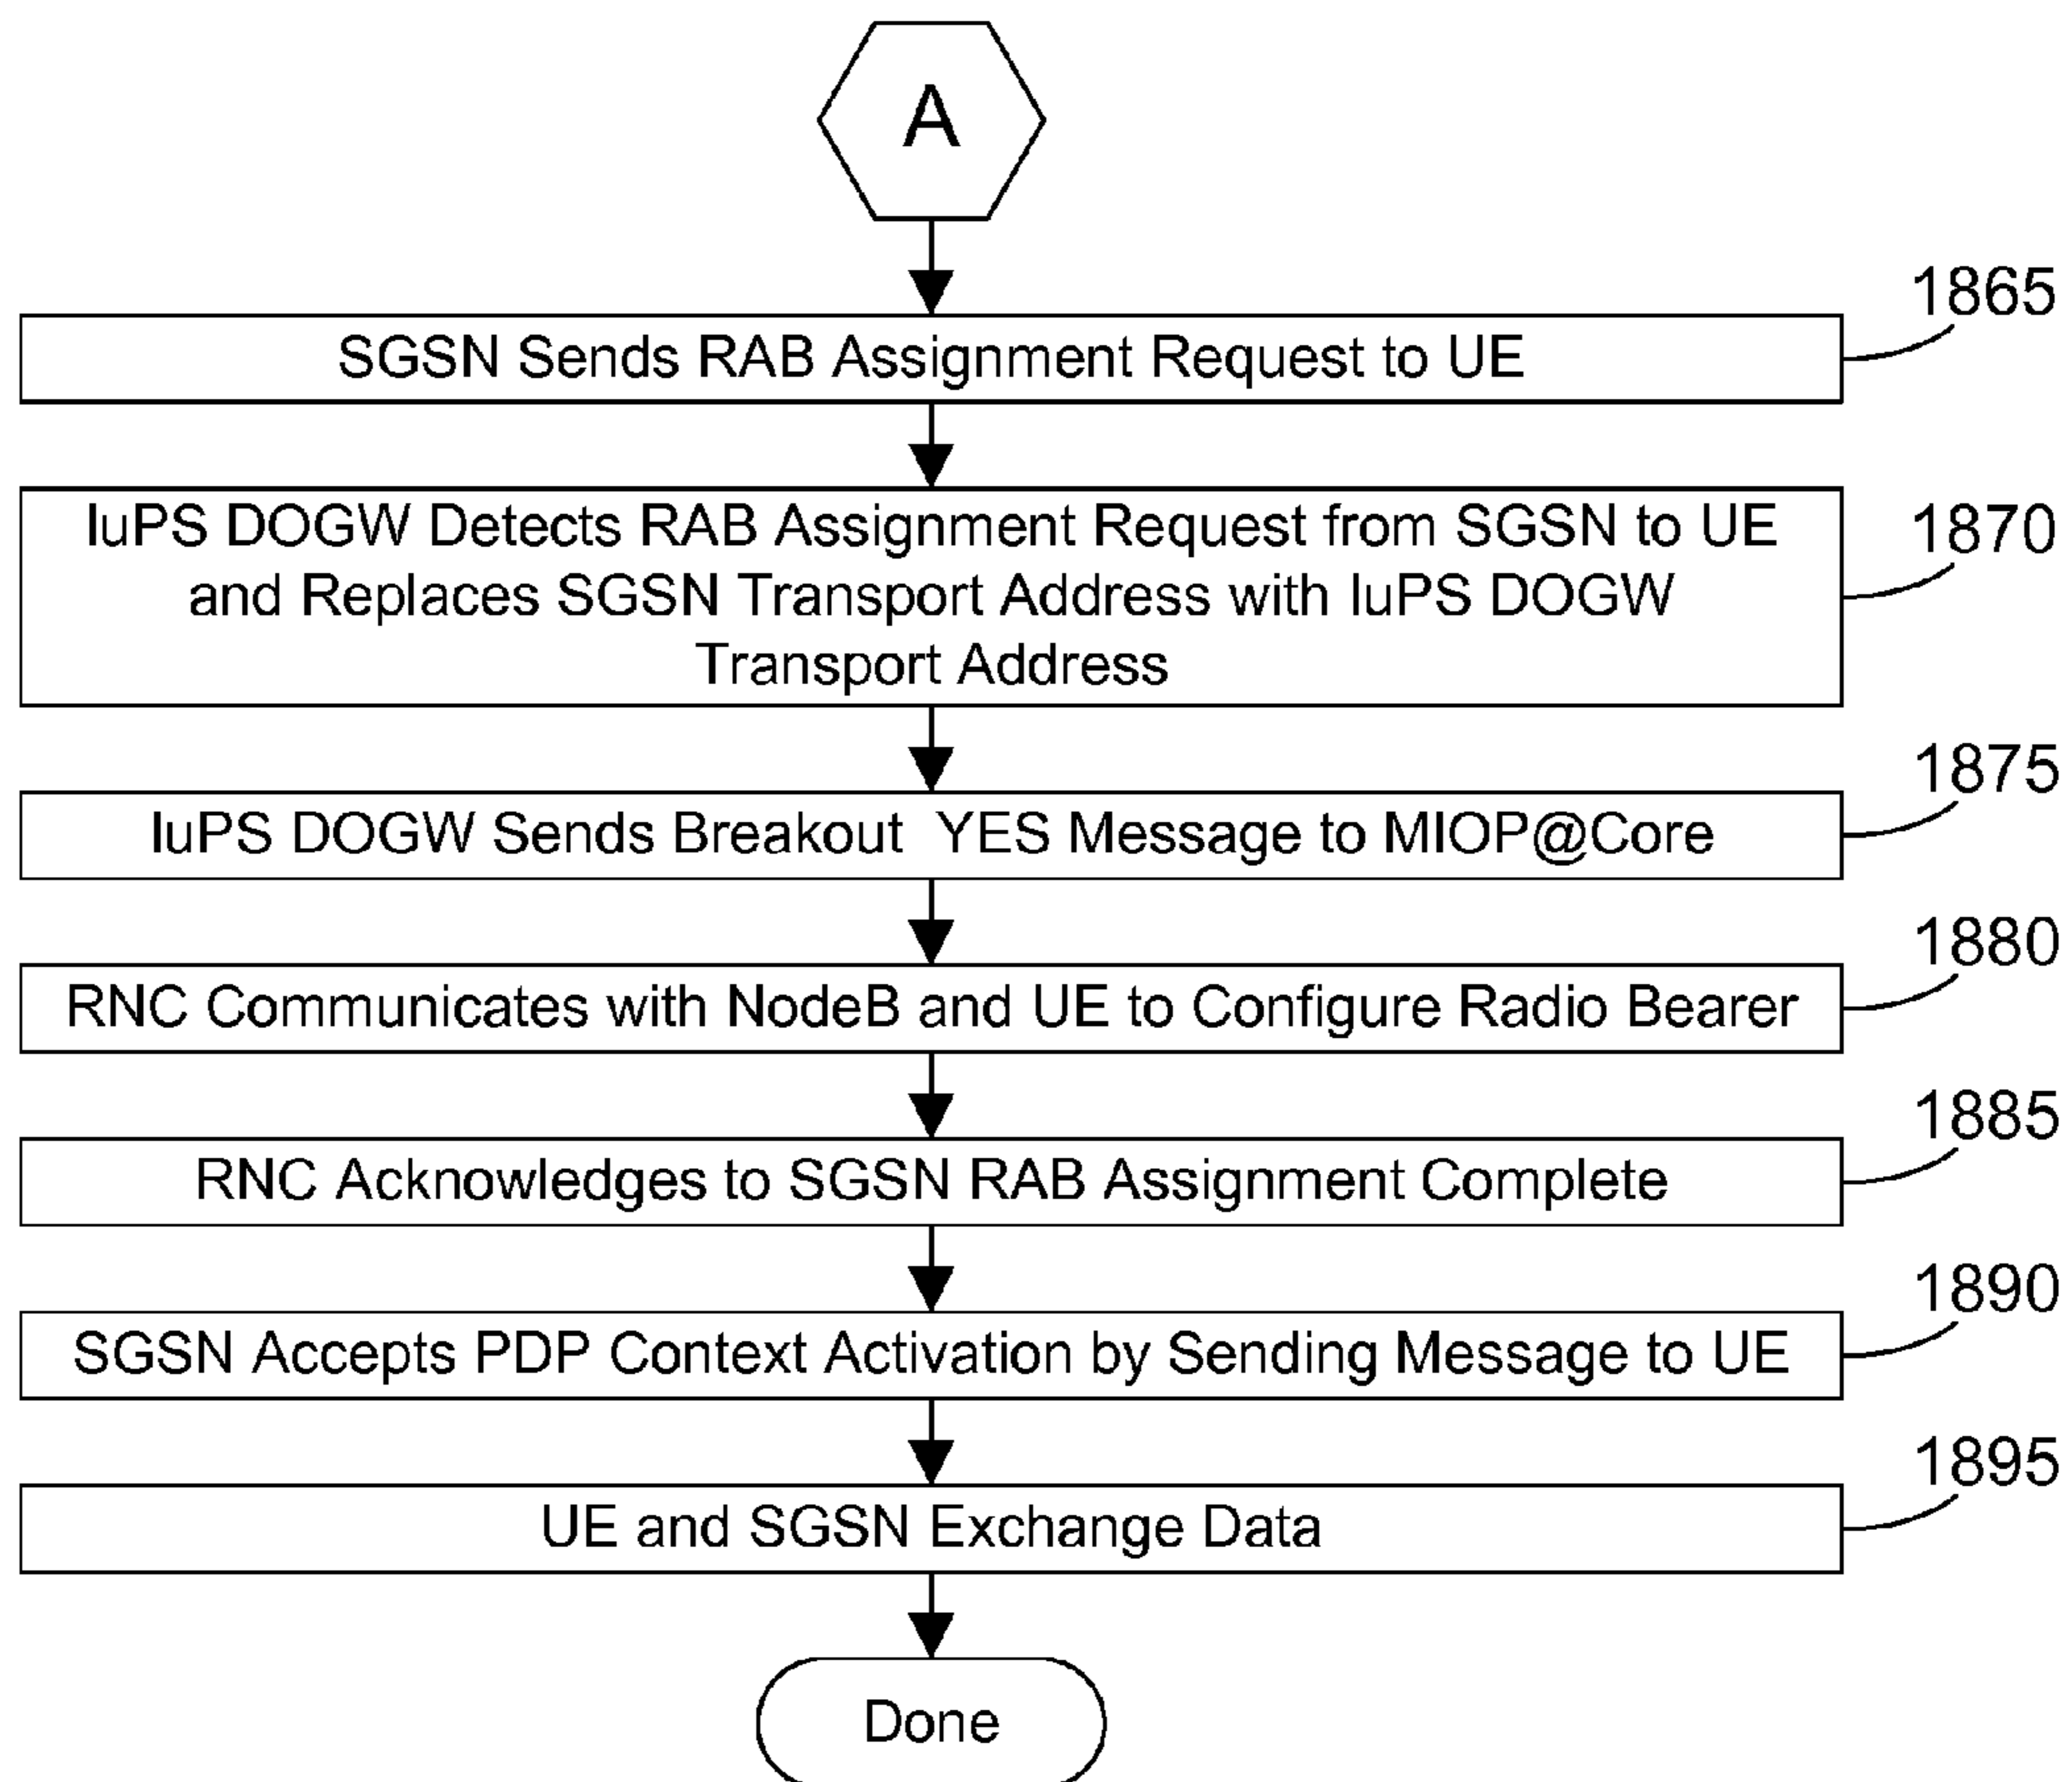 A
1865
SGSN Sends RAB Assignment Request to UE
1870
IuPS DOGW Detects RAB Assignment Request from SGSN to UE
and Replaces SGSN Transport Address with IuPS DOGW
Transport Address
1875
IuPS DOGW Sends Breakout YES Message to MIOP@Core
1880
RNC Communicates with NodeB and UE to Configure Radio Bearer
1885
RNC Acknowledges to SGSN RAB Assignment Complete
1890
SGSN Accepts PDP Context Activation by Sending Message to UE
1895
UE and SGSN Exchange Data
Done